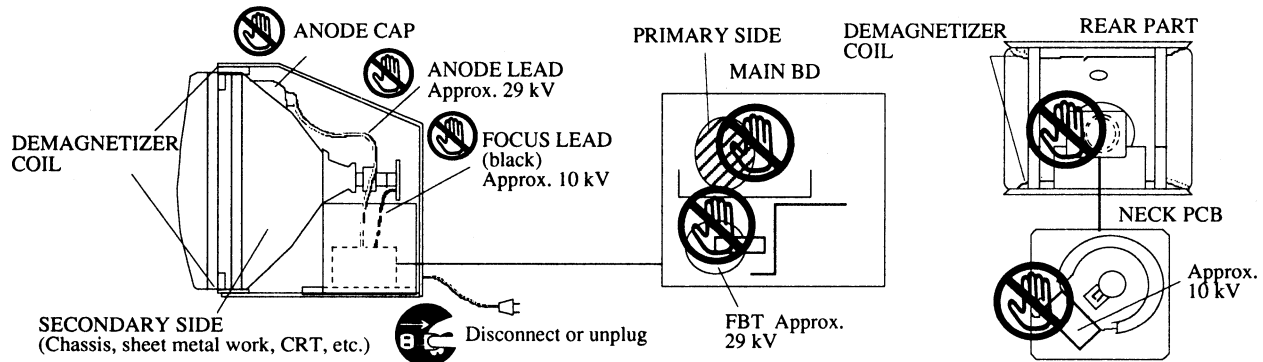 ANODE CAP
ANODE LEAD
Approx. 29 kV
FOCUS LEAD
(black)
Approx. 10 kV
DEMAGNETIZER
COIL
SECONDARY SIDE
(Chassis, sheet metal work, CRT, etc.)
Disconnect or unplug
PRIMARY SIDE
MAIN BD
FBT Approx.
29 kV
DEMAGNETIZER
COIL
REAR PART
NECK PCB
Approx.
10 kV